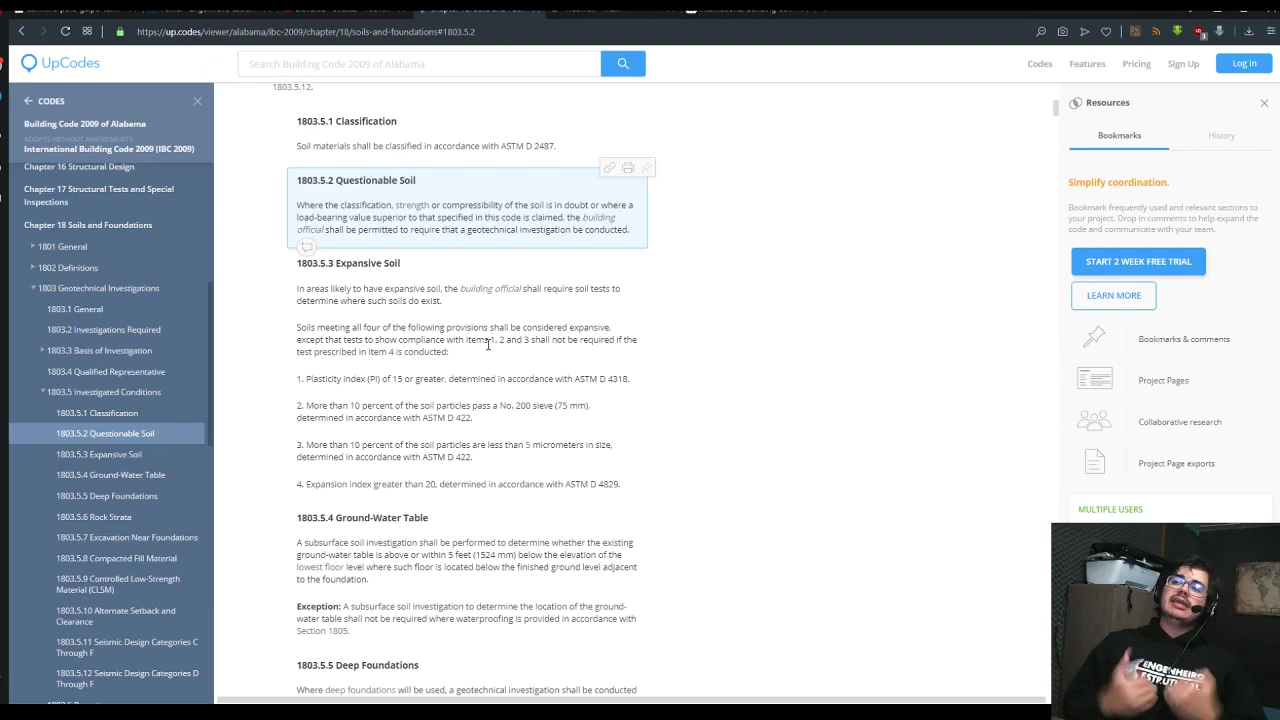 https://up.codes/viewer/alabama/ibc-2009/chapter/18/soils-and-foundations#1803.5.2
UpCodes
Search Building Code 2009 of Alabama
Codes
Features
Pricing
Sign Up
Log In
CODES
Building Code 2009 of Alabama
ADOPTS WITHOUT AMENDMENTS
International Building Code 2009 (IBC 2009)
Chapter 16 Structural Design
Chapter 17 Structural Tests and Special
Inspections
Chapter 18 Soils and Foundations
1801 General
1802 Definitions
1803 Geotechnical Investigations
1803.1 General
1803.2 Investigations Required
1803.3 Basis of Investigation
1803.4 Qualified Representative
1803.5 Investigated Conditions
1803.5.1 Classification
1803.5.2 Questionable Soil
1803.5.3 Expansive Soil
1803.5.4 Ground-Water Table
1803.5.5 Deep Foundations
1803.5.6 Rock Strata
1803.5.7 Excavation Near Foundations
1803.5.8 Compacted Fill Material
1803.5.9 Controlled Low-Strength
Material (CLSM)
1803.5.10 Alternate Setback and
Clearance
1803.5.11 Seismic Design Categories C
Through F
1803.5.12 Seismic Design Categories D
Through F
1803.5.12.
1803.5.1 Classification
Soil materials shall be classified in accordance with ASTM D 2487.
1803.5.2 Questionable Soil
Where the classification, strength or compressibility of the soil is in doubt or where a
load-bearing value superior to that specified in this code is claimed, the building
official shall be permitted to require that a geotechnical investigation be conducted.
1803.5.3 Expansive Soil
In areas likely to have expansive soil, the building official shall require soil tests to
determine where such soils do exist.
Soils meeting all four of the following provisions shall be considered expansive,
except that tests to show compliance with items 1, 2 and 3 shall not be required if the
test prescribed in Item 4 is conducted:
1. Plasticity index (PI) of 15 or greater, determined in accordance with ASTM D 4318.
2. More than 10 percent of the soil particles pass a No. 200 sieve (75 mm),
determined in accordance with ASTM D 422.
3. More than 10 percent of the soil particles are less than 5 micrometers in size,
determined in accordance with ASTM D 422.
4. Expansion index greater than 20, determined in accordance with ASTM D 4829.
1803.5.4 Ground-Water Table
A subsurface soil investigation shall be performed to determine whether the existing
ground-water table is above or within 5 feet (1524 mm) below the elevation of the
lowest floor level where such floor is located below the finished ground level adjacent
to the foundation.
Exception: A subsurface soil investigation to determine the location of the ground-
water table shall not be required where waterproofing is provided in accordance with
Section 1805.
1803.5.5 Deep Foundations
Where deep foundations will be used, a geotechnical investigation shall be conducted
Resources
Bookmarks
History
Simplify coordination.
Bookmark frequently used and relevant sections to
your project. Drop in comments to help expand the
code and communicate with your team.
START 2 WEEK FREE TRIAL
LEARN MORE
Bookmarks & comments
Project Pages
Collaborative research
Project Page exports
MULTIPLE USERS